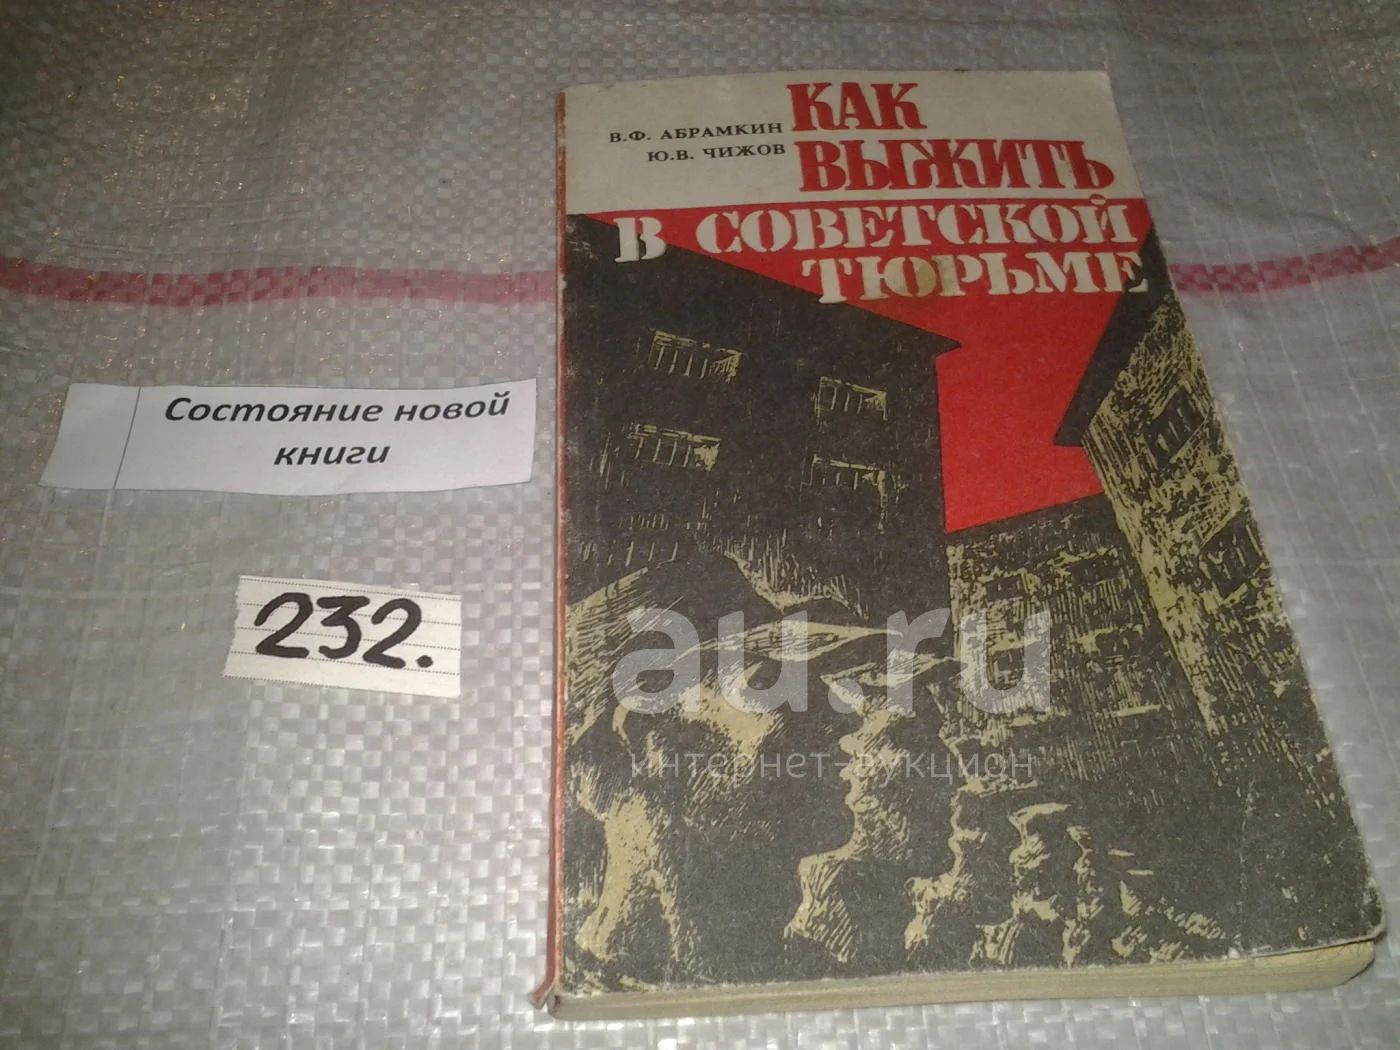 В.Ф. АБРАМКИН
Ю.В. ЧИЖОВ
КАК
ВЫЖИТЬ
В СОВЕТСКОЙ
ТЮРЬМЕ
Состояние новой
книги
232.
au.ru
интернет-аукцион